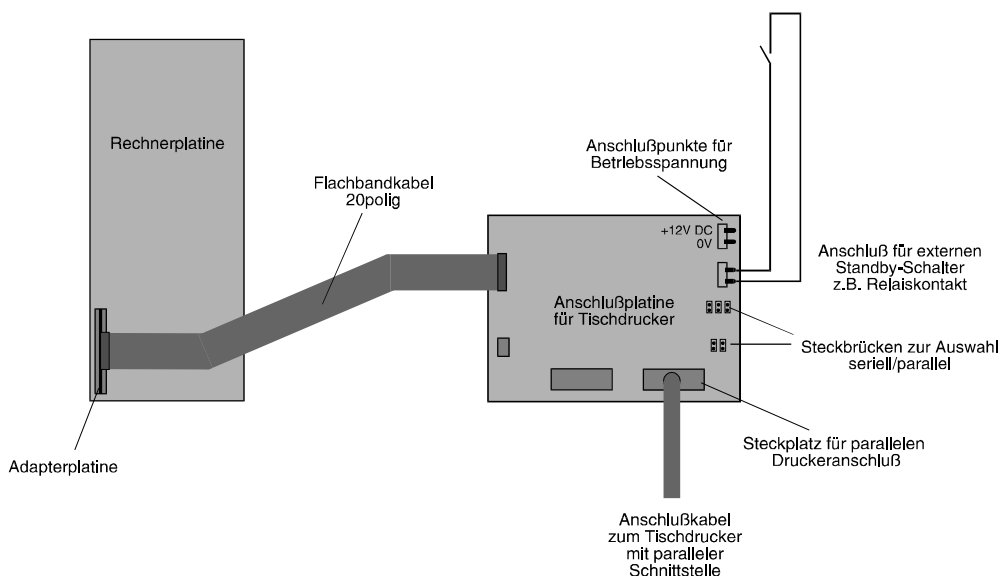 Rechnerplatine
Flachbandkabel
20polig
Anschlußpunkte für
Betriebsspannung
+12V DC
0V
Anschluß für externen
Standby-Schalter
z.B. Relaiskontakt
Anschlußplatine
für Tischdrucker
Steckbrücken zur Auswahl
seriell/parallel
Steckplatz für parallelen
Druckeranschluß
Adapterplatine
Anschlußkabel
zum Tischdrucker
mit paralleler
Schnittstelle